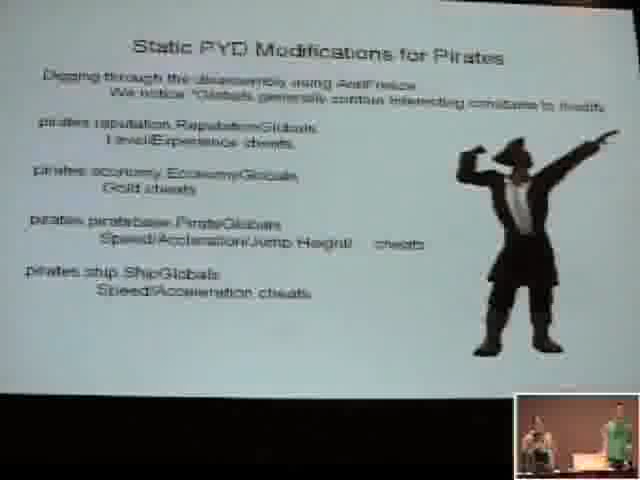 Static PYD Modifications for Pirates
Digging through the disassembly using AntiFreeze
We notice *Globals generally contain interesting constants to modify
pirates.reputation.ReputationGlobals
Level/Experience cheats
pirates.economy.EconomyGlobals
Gold cheats
pirates.piratebase.PirateGlobals
Speed/Accleration/Jump Height cheats
pirates.ship.ShipGlobals
Speed/Acceleration cheats